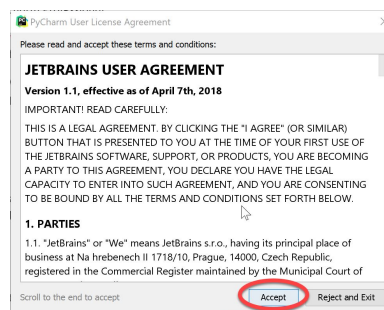 PyCharm User License Agreement
Please read and accept these terms and conditions:
JETBRAINS USER AGREEMENT
Version 1.1, effective as of April 7th, 2018
IMPORTANT! READ CAREFULLY:
THIS IS A LEGAL AGREEMENT. BY CLICKING THE "I AGREE" (OR SIMILAR)
BUTTON THAT IS PRESENTED TO YOU AT THE TIME OF YOUR FIRST USE OF
THE JETBRAINS SOFTWARE, SUPPORT, OR PRODUCTS, YOU ARE BECOMING
A PARTY TO THIS AGREEMENT, YOU DECLARE YOU HAVE THE LEGAL
CAPACITY TO ENTER INTO SUCH AGREEMENT, AND YOU ARE CONSENTING
TO BE BOUND BY ALL THE TERMS AND CONDITIONS SET FORTH BELOW.
1. PARTIES
1.1. "JetBrains" or "We" means JetBrains s.r.o., having its principal place of
business at Na hrebenech II 1718/10, Prague, 14000, Czech Republic,
registered in the Commercial Register maintained by the Municipal Court of
Scroll to the end to accept
Accept
Reject and Exit